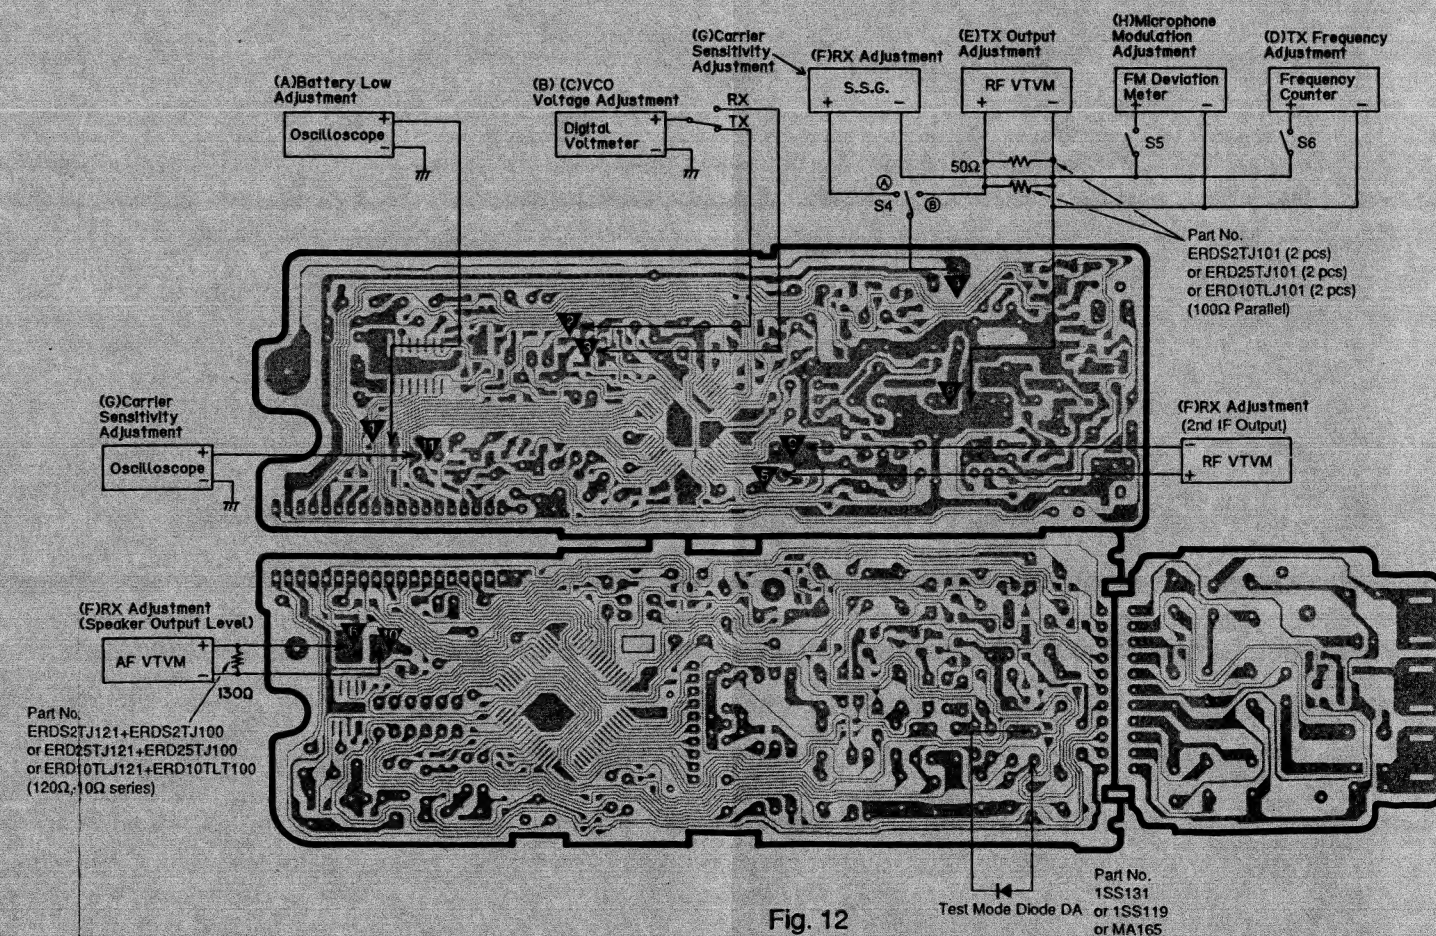 (A)Battery Low
Adjustment
+
Oscilloscope
−
(B) (C)VCO
Voltage Adjustment
+
Digital
Voltmeter
−
RX
TX
(G)Carrier
Sensitivity
Adjustment
(F)RX Adjustment
S.S.G.
+ −
(E)TX Output
Adjustment
RF VTVM
+ −
(H)Microphone
Modulation
Adjustment
FM Deviation
Meter
+ −
(D)TX Frequency
Adjustment
Frequency
Counter
+ −
S5
S6
50Ω
Ⓐ
S4
Ⓑ
Part No.
ERDS2TJ101 (2 pcs)
or ERD25TJ101 (2 pcs)
or ERD10TLJ101 (2 pcs)
(100Ω Parallel)
2
3
5
11
(G)Carrier
Sensitivity
Adjustment
+
Oscilloscope
−
(F)RX Adjustment
(2nd IF Output)
−
RF VTVM
+
(F)RX Adjustment
(Speaker Output Level)
+
AF VTVM
−
130Ω
10
Part No.
ERDS2TJ121+ERDS2TJ100
or ERD25TJ121+ERD25TJ100
or ERD10TLJ121+ERD10TLT100
(120Ω, 10Ω series)
Test Mode Diode DA
Part No.
1SS131
or 1SS119
or MA165
Fig. 12